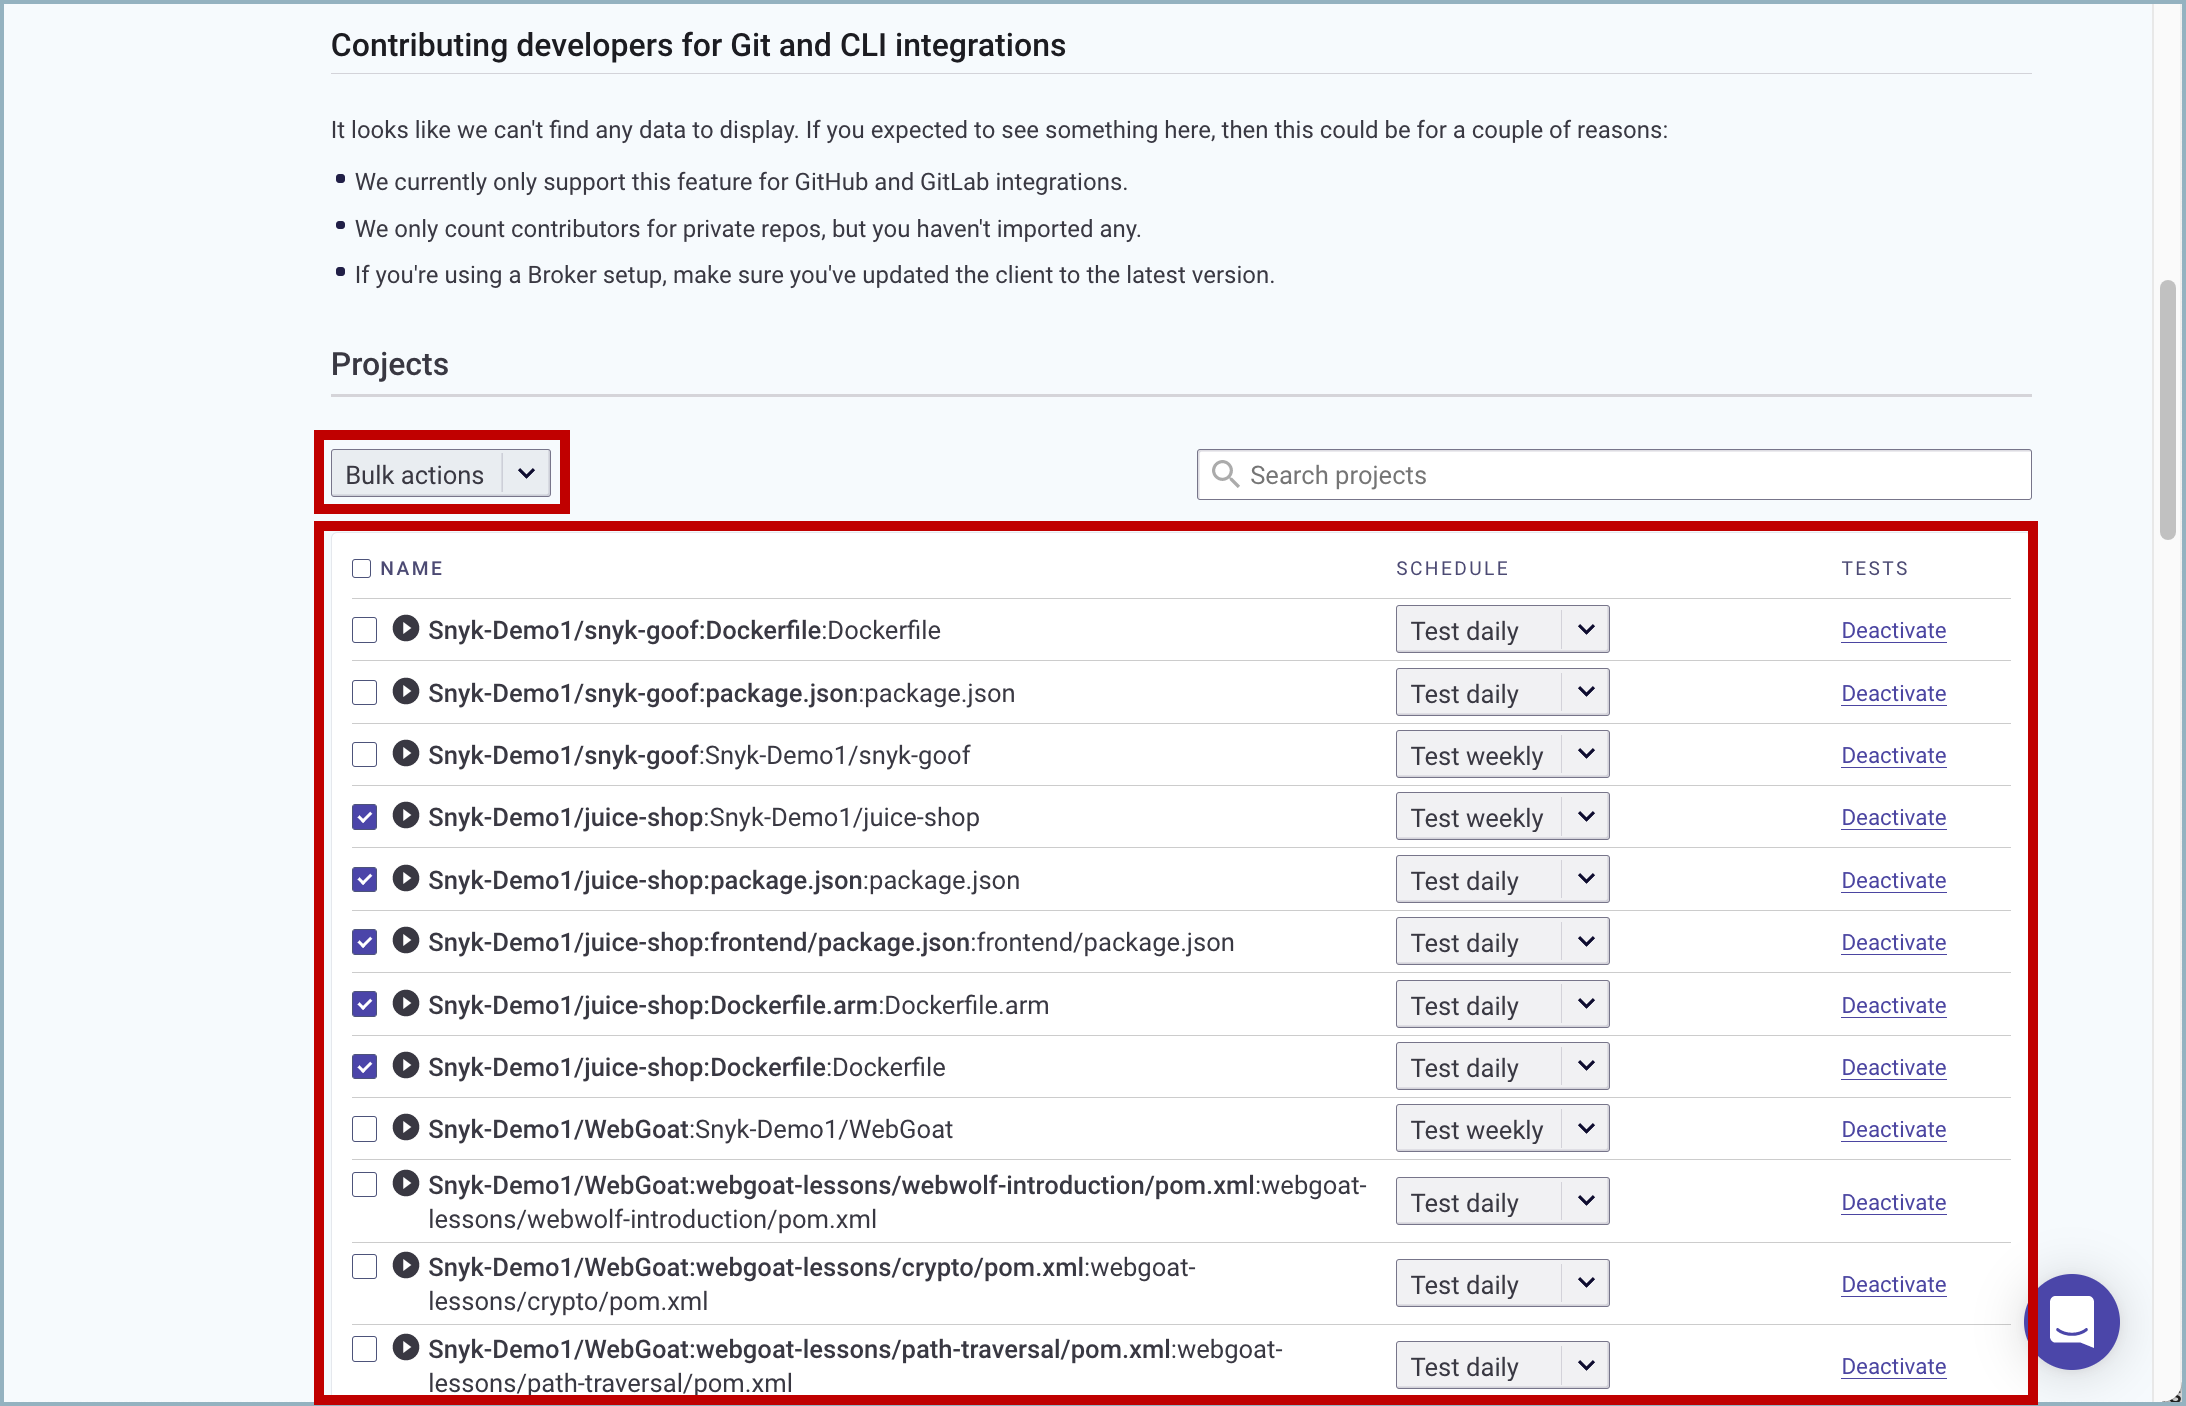 Contributing developers for Git and CLI integrations
It looks like we can't find any data to display. If you expected to see something here, then this could be for a couple of reasons:
We currently only support this feature for GitHub and GitLab integrations.
We only count contributors for private repos, but you haven't imported any.
If you're using a Broker setup, make sure you've updated the client to the latest version.
Projects
Bulk actions
Search projects
NAME SCHEDULE TESTS
Snyk-Demo1/snyk-goof:Dockerfile:Dockerfile Test daily Deactivate
Snyk-Demo1/snyk-goof:package.json:package.json Test daily Deactivate
Snyk-Demo1/snyk-goof:Snyk-Demo1/snyk-goof Test weekly Deactivate
Snyk-Demo1/juice-shop:Snyk-Demo1/juice-shop Test weekly Deactivate
Snyk-Demo1/juice-shop:package.json:package.json Test daily Deactivate
Snyk-Demo1/juice-shop:frontend/package.json:frontend/package.json Test daily Deactivate
Snyk-Demo1/juice-shop:Dockerfile.arm:Dockerfile.arm Test daily Deactivate
Snyk-Demo1/juice-shop:Dockerfile:Dockerfile Test daily Deactivate
Snyk-Demo1/WebGoat:Snyk-Demo1/WebGoat Test weekly Deactivate
Snyk-Demo1/WebGoat:webgoat-lessons/webwolf-introduction/pom.xml:webgoat-
lessons/webwolf-introduction/pom.xml Test daily Deactivate
Snyk-Demo1/WebGoat:webgoat-lessons/crypto/pom.xml:webgoat-
lessons/crypto/pom.xml Test daily Deactivate
Snyk-Demo1/WebGoat:webgoat-lessons/path-traversal/pom.xml:webgoat-
lessons/path-traversal/pom.xml Test daily Deactivate